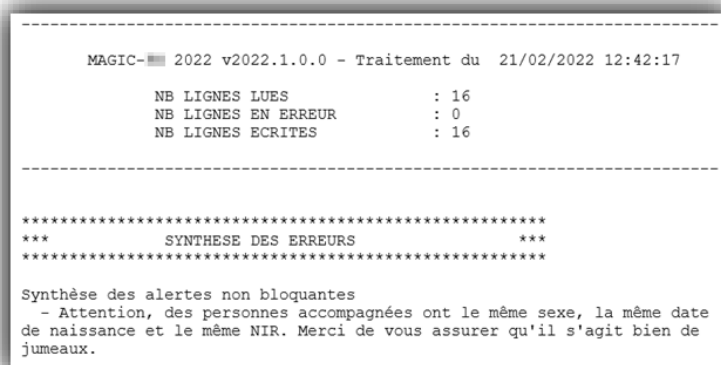 --------------------------------------------------------------------------
MAGIC- 2022 v2022.1.0.0 - Traitement du 21/02/2022 12:42:17
NB LIGNES LUES : 16
NB LIGNES EN ERREUR : 0
NB LIGNES ECRITES : 16
--------------------------------------------------------------------------
*******************************************************
*** SYNTHESE DES ERREURS ***
*******************************************************
Synthèse des alertes non bloquantes
- Attention, des personnes accompagnées ont le même sexe, la même date
de naissance et le même NIR. Merci de vous assurer qu'il s'agit bien de
jumeaux.